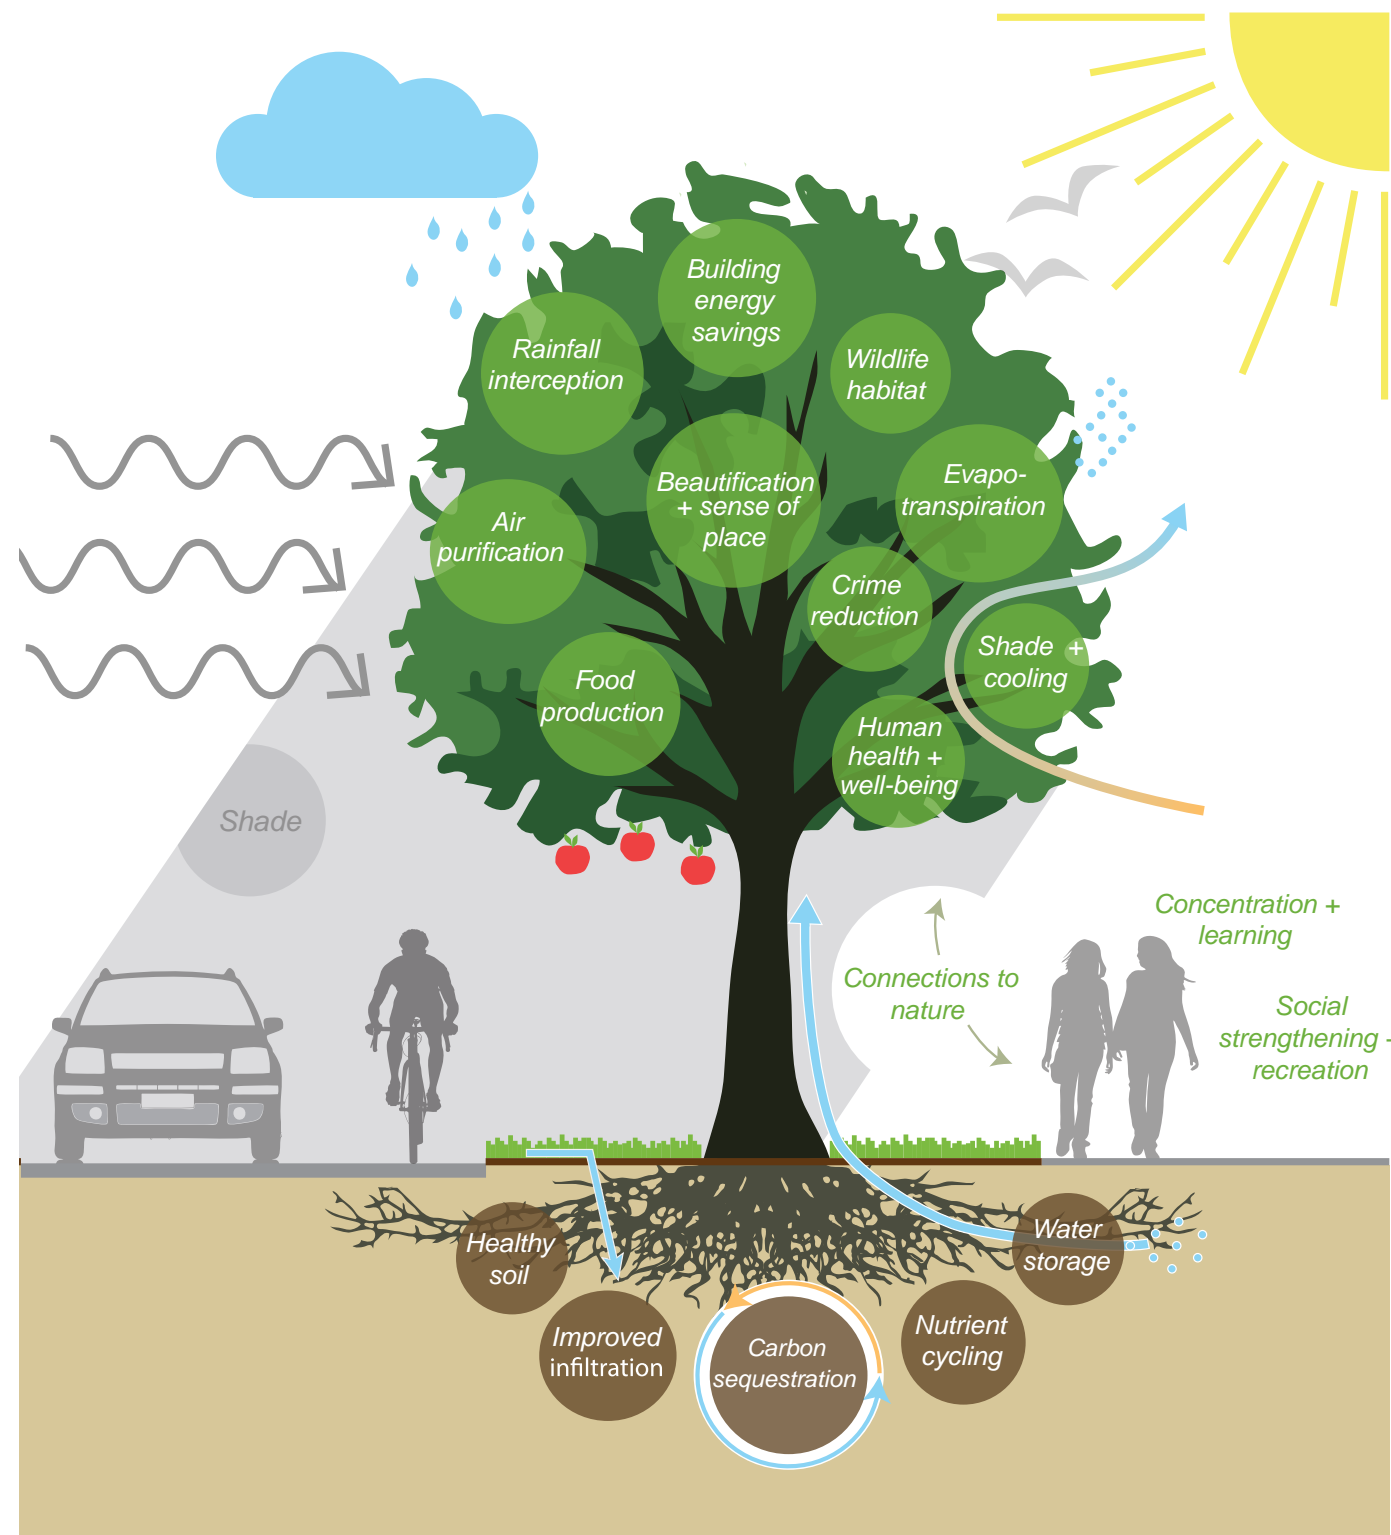 Building
energy
savings
Rainfall
interception
Wildlife
habitat
Beautification
+ sense of
place
Evapo-
transpiration
Air
purification
Crime
reduction
Shade +
cooling
Food
production
Human
health +
well-being
Shade
Concentration +
learning
Connections to
nature
Social
strengthening -
recreation
Healthy
soil
Water
storage
Improved
infiltration
Carbon
sequestration
Nutrient
cycling